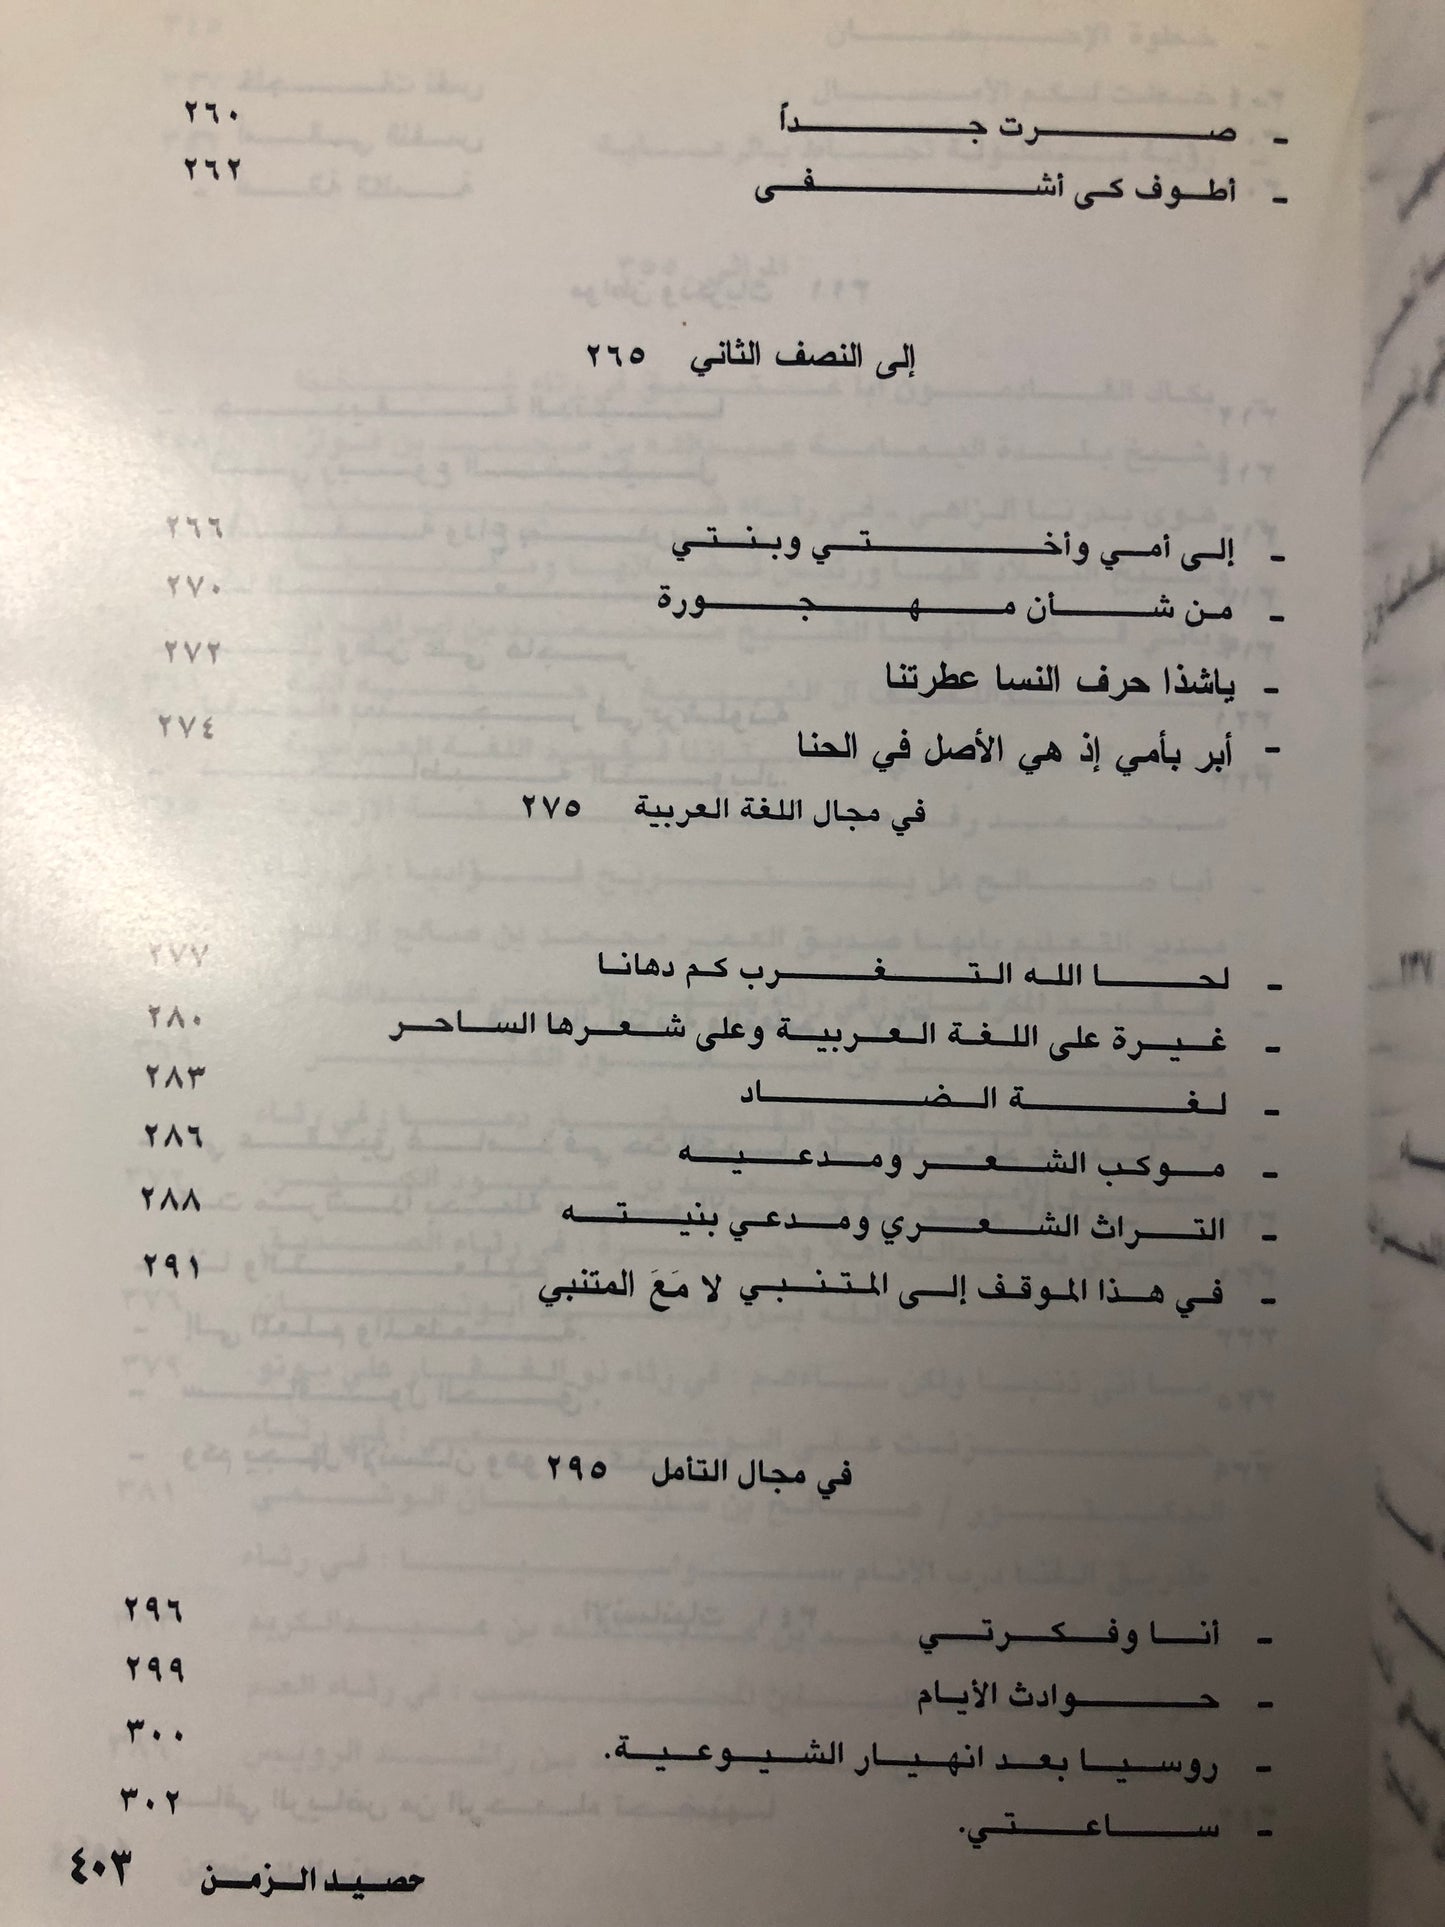 - صرت جداً ٢٦٠
- أطوف كي أشفى ٢٦٢
إلى النصف الثاني ٢٦٥
- إلى أمي وأختي وبنتي ٢٦٦
- من شأن مهجورة ٢٧٠
- ياشذا حرف النسا عطرتنا ٢٧٢
- أبر بأمي إذ هي الأصل في الحنا ٢٧٤
في مجال اللغة العربية ٢٧٥
- لحا الله التغرب كم دهانا ٢٧٧
- غيرة على اللغة العربية وعلى شعرها الساحر ٢٨٠
- لغة الضاد ٢٨٣
- موكب الشعر ومدعيه ٢٨٦
- التراث الشعري ومدعي بنيته ٢٨٨
- في هذا الموقف إلى المتنبي لا مَعَ المتنبي ٢٩١
في مجال التأمل ٢٩٥
- أنا وفكرتي ٢٩٦
- حوادث الأيام ٢٩٩
- روسيا بعد انهيار الشيوعية. ٣٠٠
- ساعتي. ٣٠٢
حصيد الزمن ٤٠٣